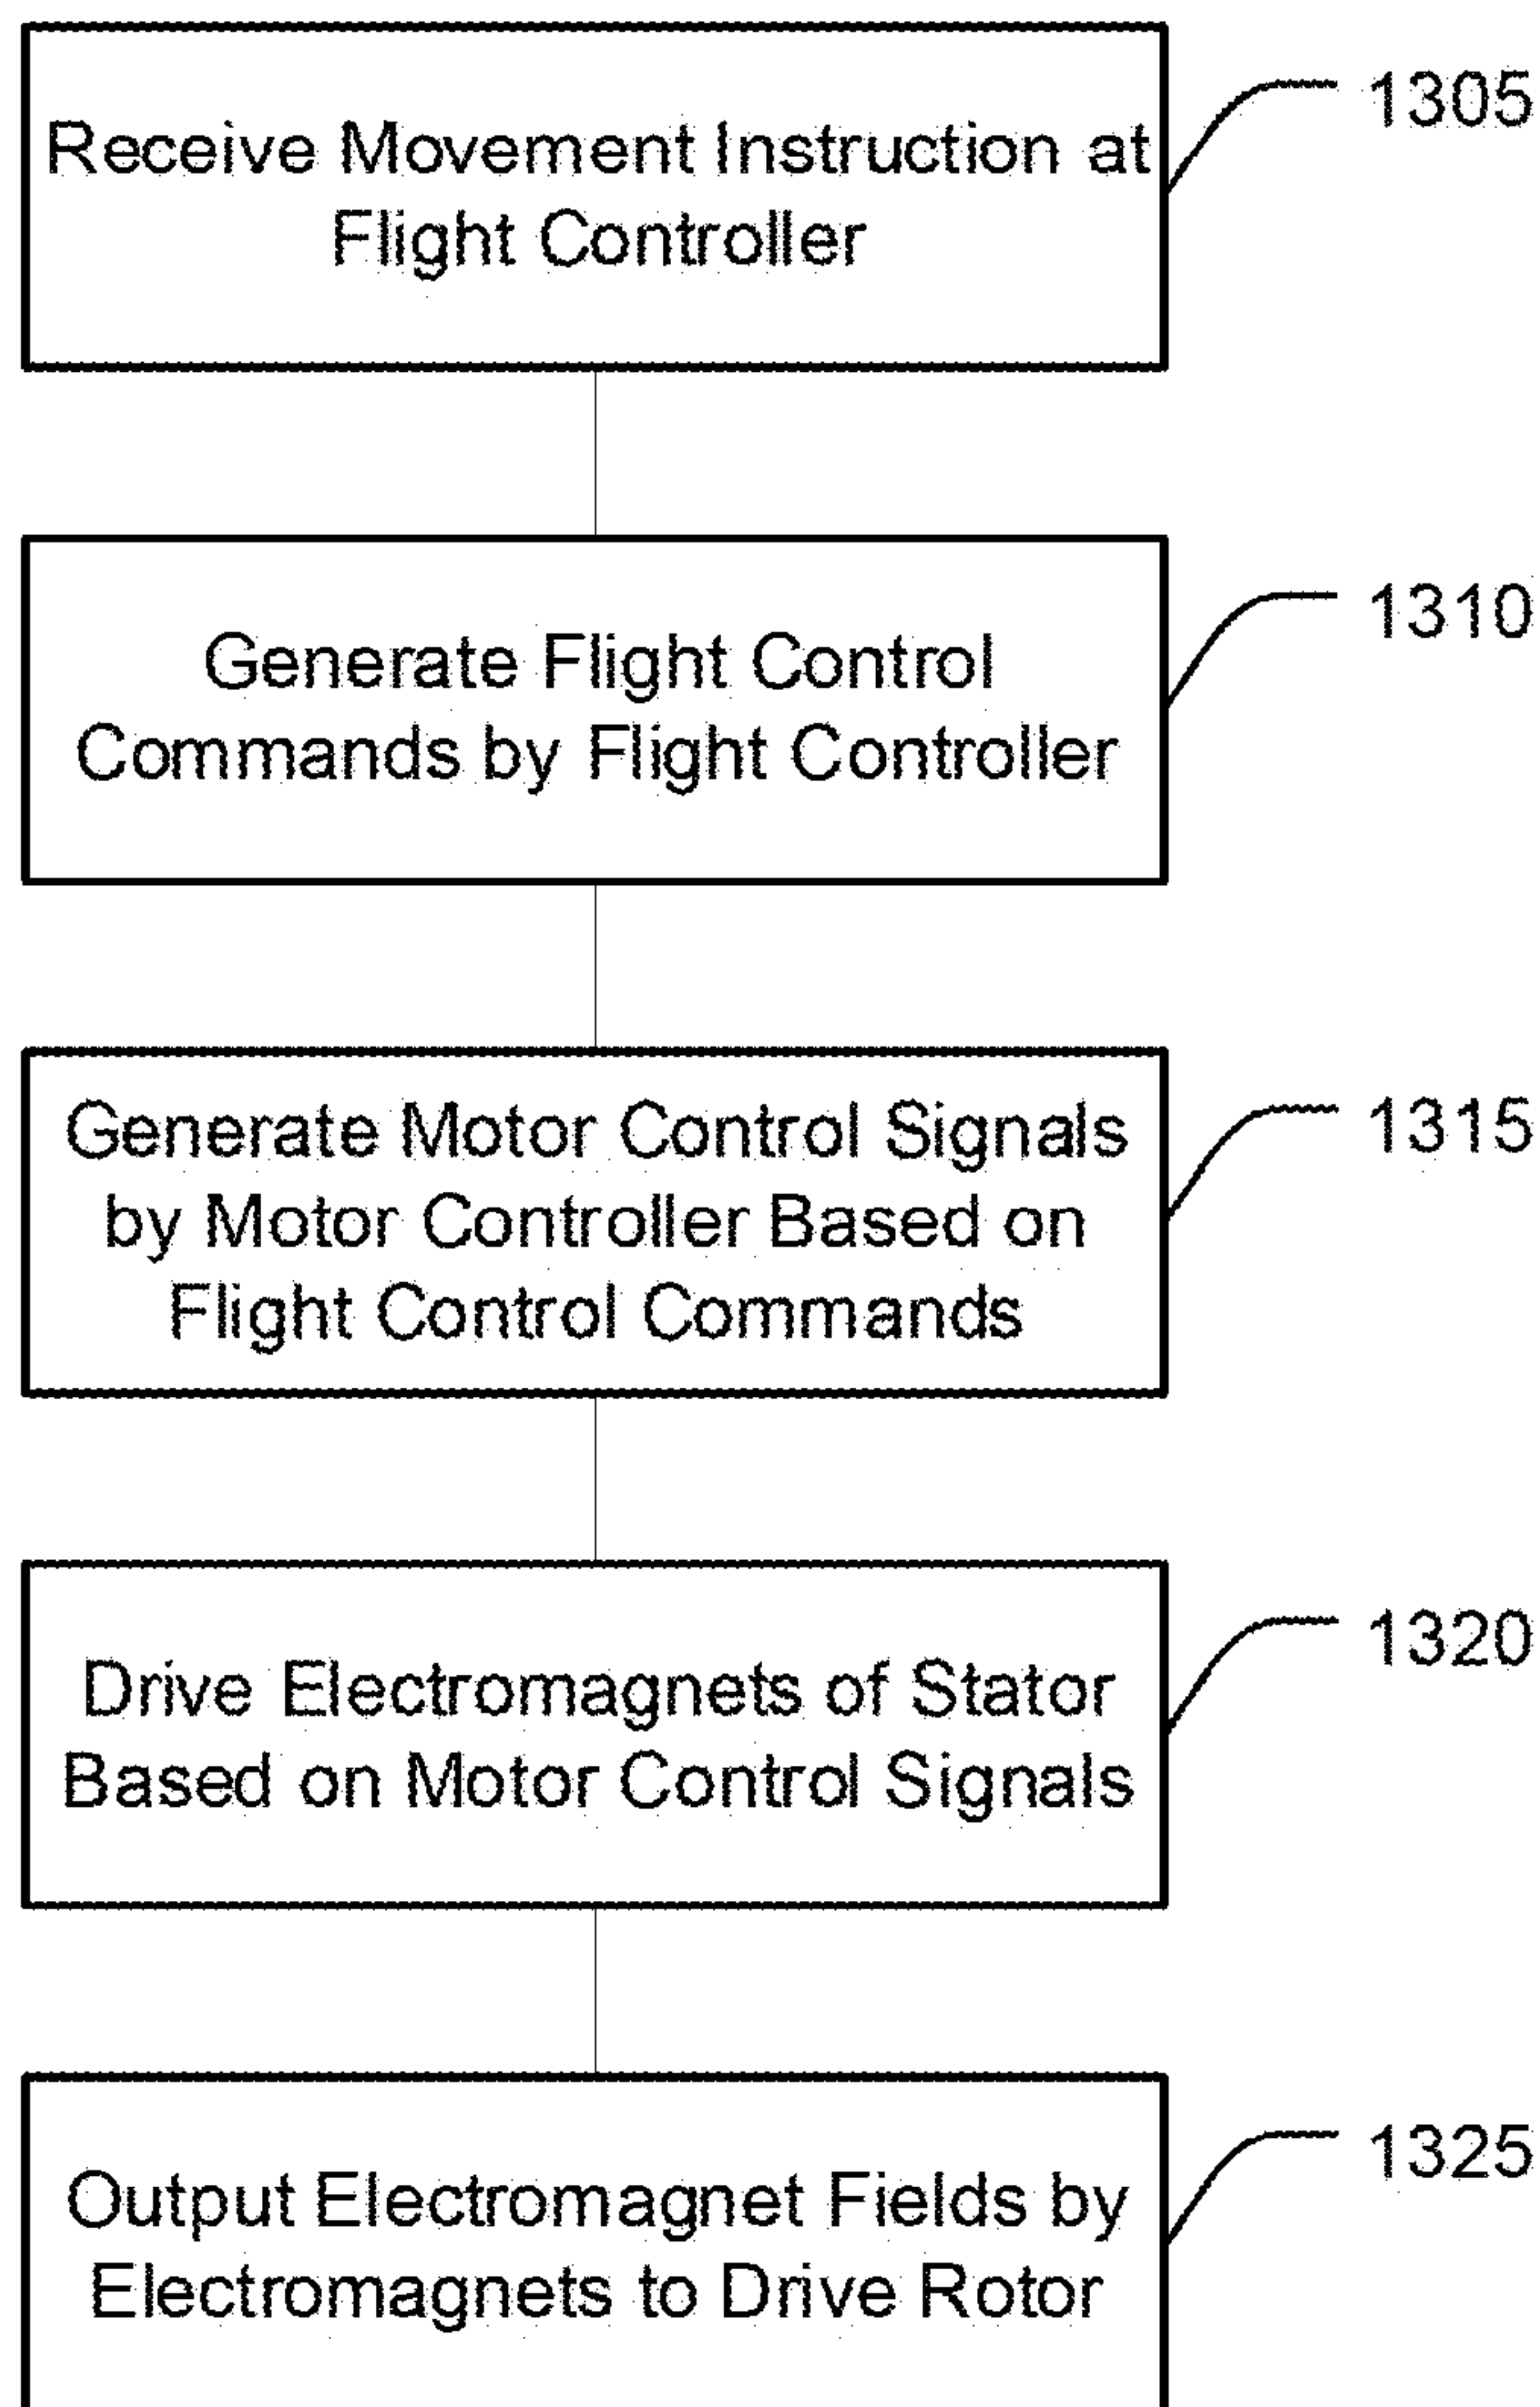 Receive Movement Instruction at
Flight Controller
1305
Generate Flight Control
Commands by Flight Controller
1310
Generate Motor Control Signals
by Motor Controller Based on
Flight Control Commands
1315
Drive Electromagnets of Stator
Based on Motor Control Signals
1320
Output Electromagnet Fields by
Electromagnets to Drive Rotor
1325